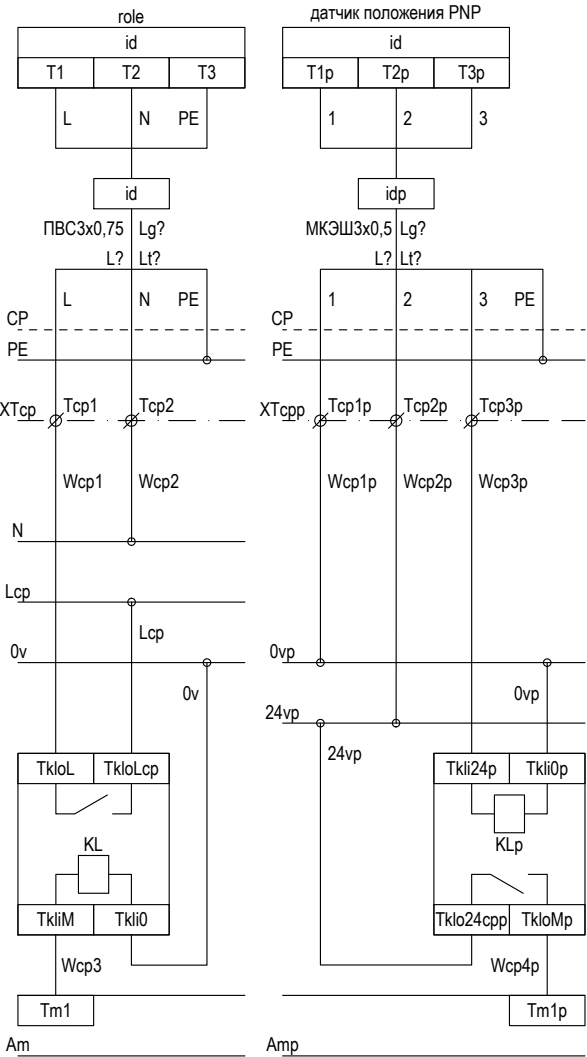 role
датчик положения PNP
id
id
T1 T2 T3
T1p T2p T3p
L N PE
1 2 3
id
idp
ПВС3х0,75 Lg?
МКЭШ3х0,5 Lg?
L? Lt?
L? Lt?
L N PE
1 2 3 PE
CP
CP
PE
PE
XTcp Tcp1 Tcp2
XTcpp Tcp1p Tcp2p Tcp3p
Wcp1 Wcp2
Wcp1p Wcp2p Wcp3p
N
Lcp
Lcp
0v
0vp
0v
0vp
24vp
24vp
TkloL TkloLcp
Tkli24p Tkli0p
KL
KLp
TkliM Tkli0
Tklo24cpp TkloMp
Wcp3
Wcp4p
Tm1
Tm1p
Am
Amp